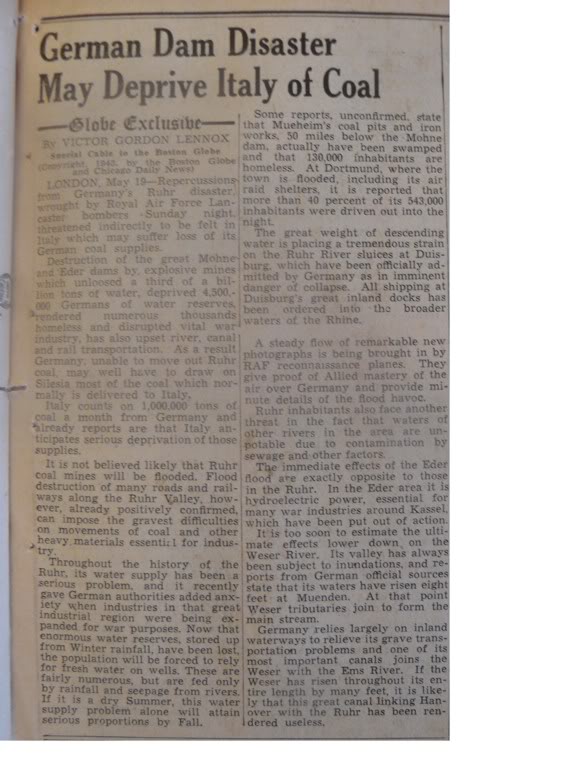 German Dam Disaster
May Deprive Italy of Coal
Globe Exclusive
By VICTOR GORDON LENNOX
Special Cable to the Boston Globe
(Copyright, 1943, by the Boston Globe
and Chicago Daily News)
LONDON, May 19—Repercussions
from Germany's Ruhr disaster,
wrought by Royal Air Force Lan-
caster bombers Sunday night,
threatened indirectly to be felt in
Italy which may suffer loss of its
German coal supplies.
Destruction of the great Mohne
and Eder dams by explosive mines
which unloosed a third of a bil-
lion tons of water, deprived 4,500,-
000 Germans of water reserves,
rendered numerous thousands
homeless and disrupted vital war
industry, has also upset river, canal
and rail transportation. As a result
Germany, unable to move out Ruhr
coal, may well have to draw on
Silesia most of the coal which nor-
mally is delivered to Italy.
Italy counts on 1,000,000 tons of
coal a month from Germany and
already reports are that Italy an-
ticipates serious deprivation of those
supplies.
It is not believed likely that Ruhr
coal mines will be flooded. Flood
destruction of many roads and rail-
ways along the Ruhr Valley, how-
ever, already positively confirmed,
can impose the gravest difficulties
on movements of coal and other
heavy materials essential for indus-
try.
Throughout the history of the
Ruhr, its water supply has been a
serious problem, and it recently
gave German authorities added anx-
iety when industries in that great
industrial region were being ex-
panded for war purposes. Now that
enormous water reserves, stored up
from Winter rainfall, have been lost,
the population will be forced to rely
for fresh water on wells. These are
fairly numerous, but are fed only
by rainfall and seepage from rivers.
If it is a dry Summer, this water
supply problem alone will attain
serious proportions by Fall.
Some reports, unconfirmed, state
that Mueheim's coal pits and iron
works, 50 miles below the Mohne
dam, actually have been swamped
and that 130,000 inhabitants are
homeless. At Dortmund, where the
town is flooded, including its air
raid shelters, it is reported that
more than 40 percent of its 543,000
inhabitants were driven out into the
night.
The great weight of descending
water is placing a tremendous strain
on the Ruhr River sluices at Duis-
burg, which have been officially ad-
mitted by Germany as in imminent
danger of collapse. All shipping at
Duisburg's great inland docks has
been ordered into the broader
waters of the Rhine.
A steady flow of remarkable new
photographs is being brought in by
RAF reconnaissance planes. They
give proof of Allied mastery of the
air over Germany and provide mi-
nute details of the flood havoc.
Ruhr inhabitants also face another
threat in the fact that waters of
other rivers in the area are un-
potable due to contamination by
sewage and other factors.
The immediate effects of the Eder
flood are exactly opposite to those
in the Ruhr. In the Eder area it is
hydroelectric power, essential for
many war industries around Kassel,
which have been put out of action.
It is too soon to estimate the ulti-
mate effects lower down on the
Weser River. Its valley has always
been subject to inundations, and re-
ports from German official sources
state that its waters have risen eight
feet at Muenden. At that point
Weser tributaries join to form the
main stream.
Germany relies largely on inland
waterways to relieve its grave trans-
portation problems and one of its
most important canals joins the
Weser with the Ems River. If the
Weser has risen throughout its en-
tire length by many feet, it is like-
ly that this great canal linking Han-
over with the Ruhr has been ren-
dered useless.